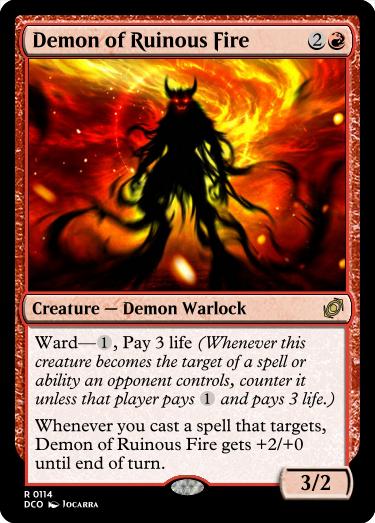 Demon of Ruinous Fire 2
Creature — Demon Warlock
Ward—1, Pay 3 life (Whenever this
creature becomes the target of a spell or
ability an opponent controls, counter it
unless that player pays 1 and pays 3 life.)
Whenever you cast a spell that targets,
Demon of Ruinous Fire gets +2/+0
until end of turn.
3/2
R 0114
DCO Jocarra